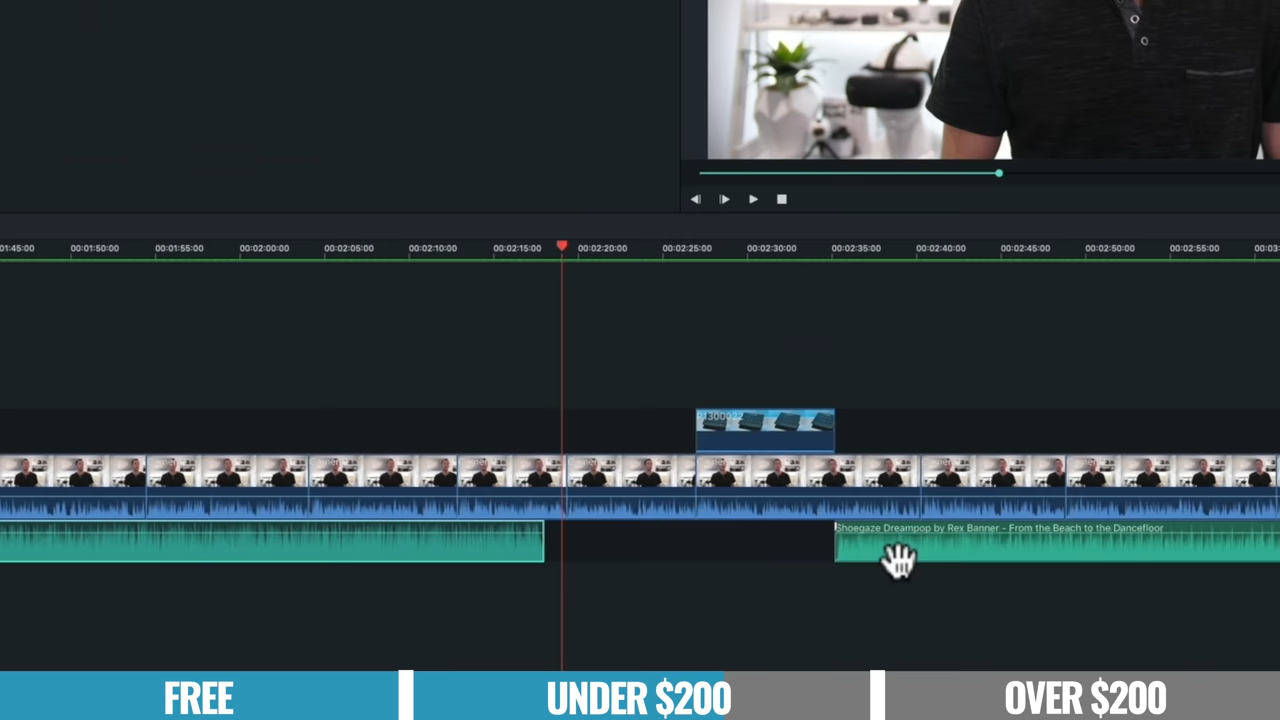 01:45:00 00:01:50:00 00:01:55:00 00:02:00:00 00:02:05:00 00:02:10:00 00:02:15:00 00:02:20:00 00:02:25:00 00:02:30:00 00:02:35:00 00:02:40:00 00:02:45:00 00:02:50:00 00:02:55:00 00:03:
01300022
Shoegaze Dreampop by Rex Banner - From the Beach to the Dancefloor
FREE UNDER $200 OVER $200